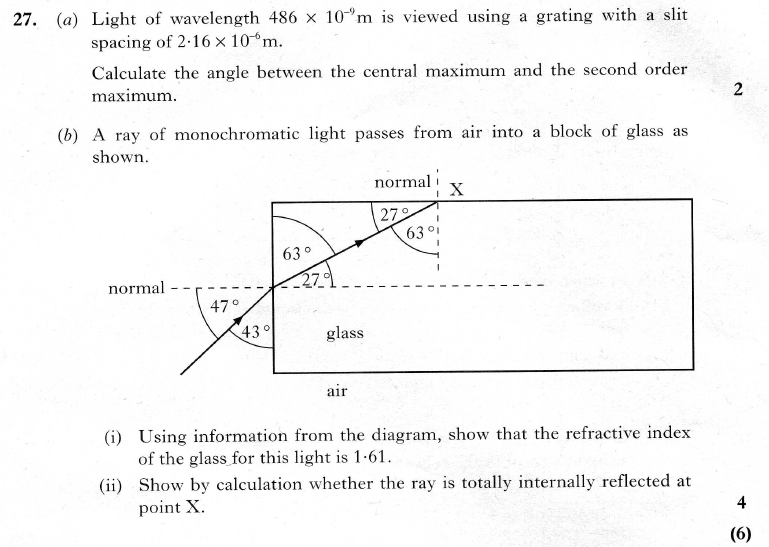 27. (a) Light of wavelength 486 × 10⁻⁹m is viewed using a grating with a slit
spacing of 2·16 × 10⁻⁶m.
Calculate the angle between the central maximum and the second order
maximum.
2
(b) A ray of monochromatic light passes from air into a block of glass as
shown.
normal
X
27°
63°
63°
27°
normal
47°
43°
glass
air
(i) Using information from the diagram, show that the refractive index
of the glass for this light is 1·61.
(ii) Show by calculation whether the ray is totally internally reflected at
point X.
4
(6)